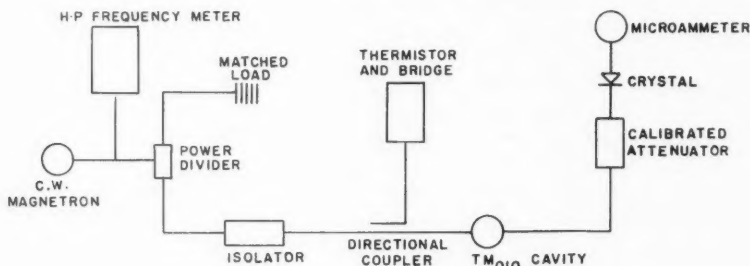 H-P FREQUENCY METER
MICROAMMETER
MATCHED
LOAD
THERMISTOR
AND BRIDGE
CRYSTAL
CALIBRATED
ATTENUATOR
POWER
DIVIDER
C.W.
MAGNETRON
ISOLATOR
DIRECTIONAL
COUPLER
TM010 CAVITY